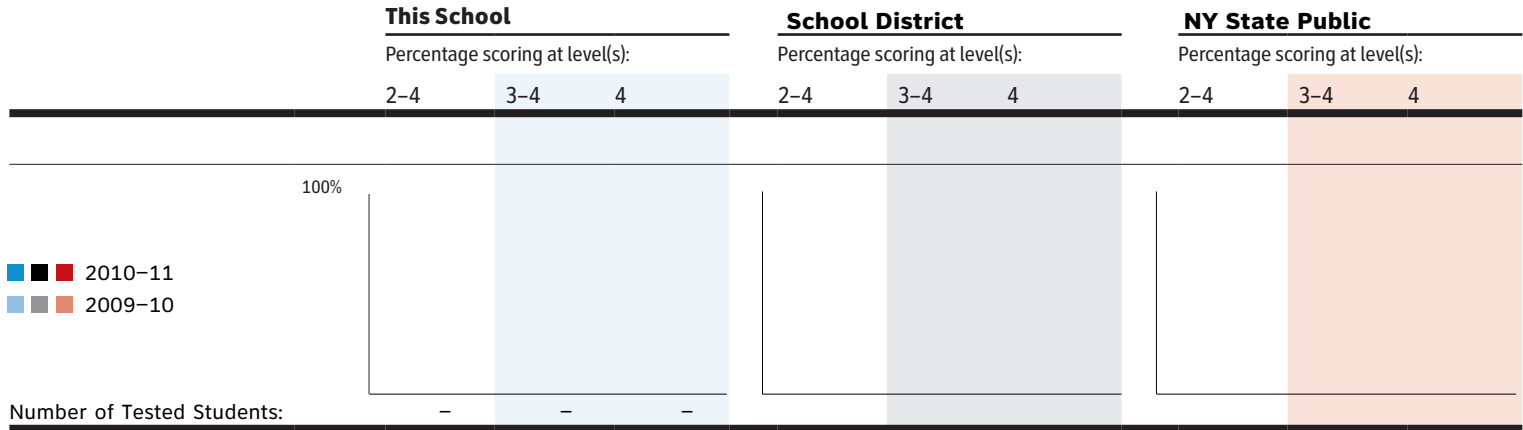 This School School District NY State Public
Percentage scoring at level(s): Percentage scoring at level(s): Percentage scoring at level(s):
2–4 3–4 4 2–4 3–4 4 2–4 3–4 4
100%
2010–11
2009–10
Number of Tested Students: – – –